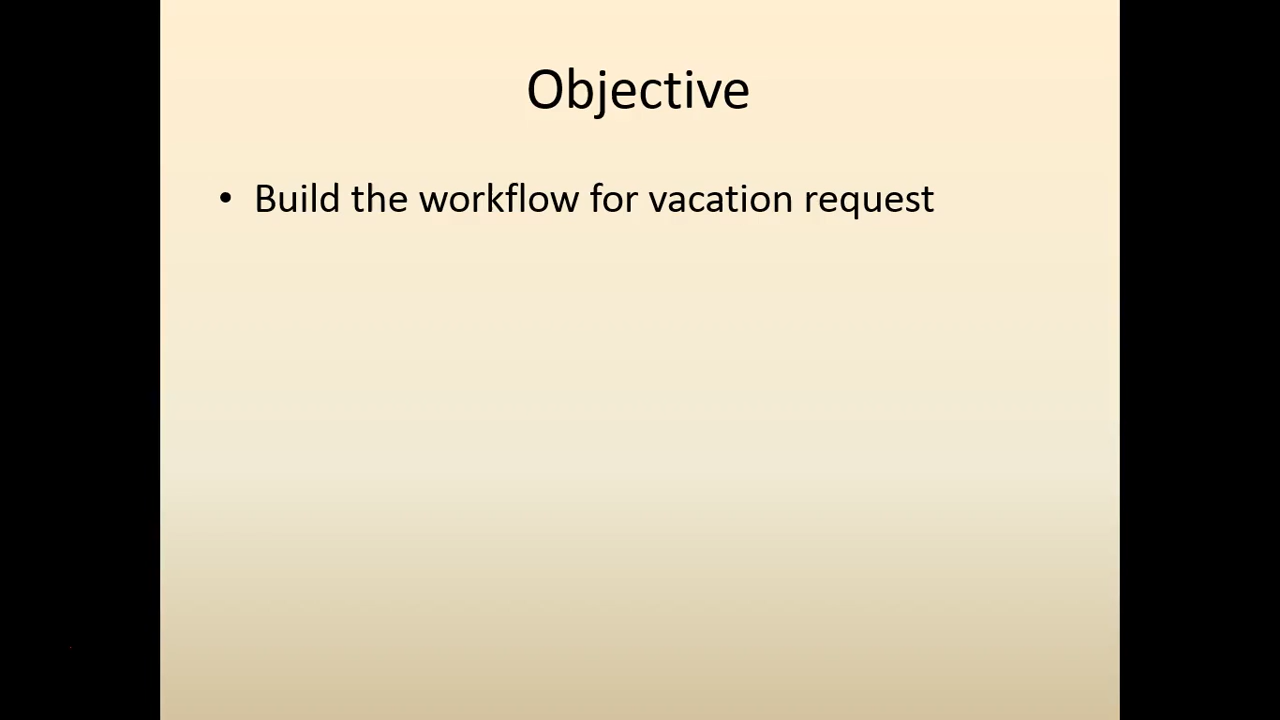 Objective
• Build the workflow for vacation request